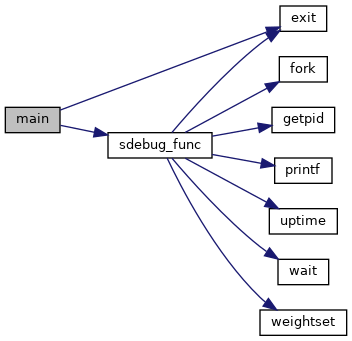 exit
fork
main
getpid
sdebug_func
printf
uptime
wait
weightset